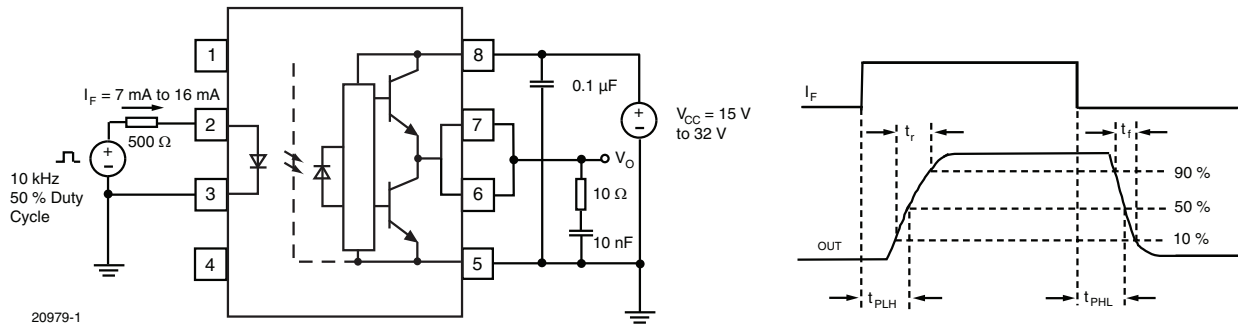 1
I_F = 7 mA to 16 mA
2
500 Ω
+
-
10 kHz
50 % Duty
Cycle
3
4
8
7
6
5
0.1 µF
V_O
10 Ω
10 nF
+
-
V_CC = 15 V
to 32 V
20979-1
I_F
t_r
t_f
90 %
50 %
10 %
OUT
t_PLH
t_PHL